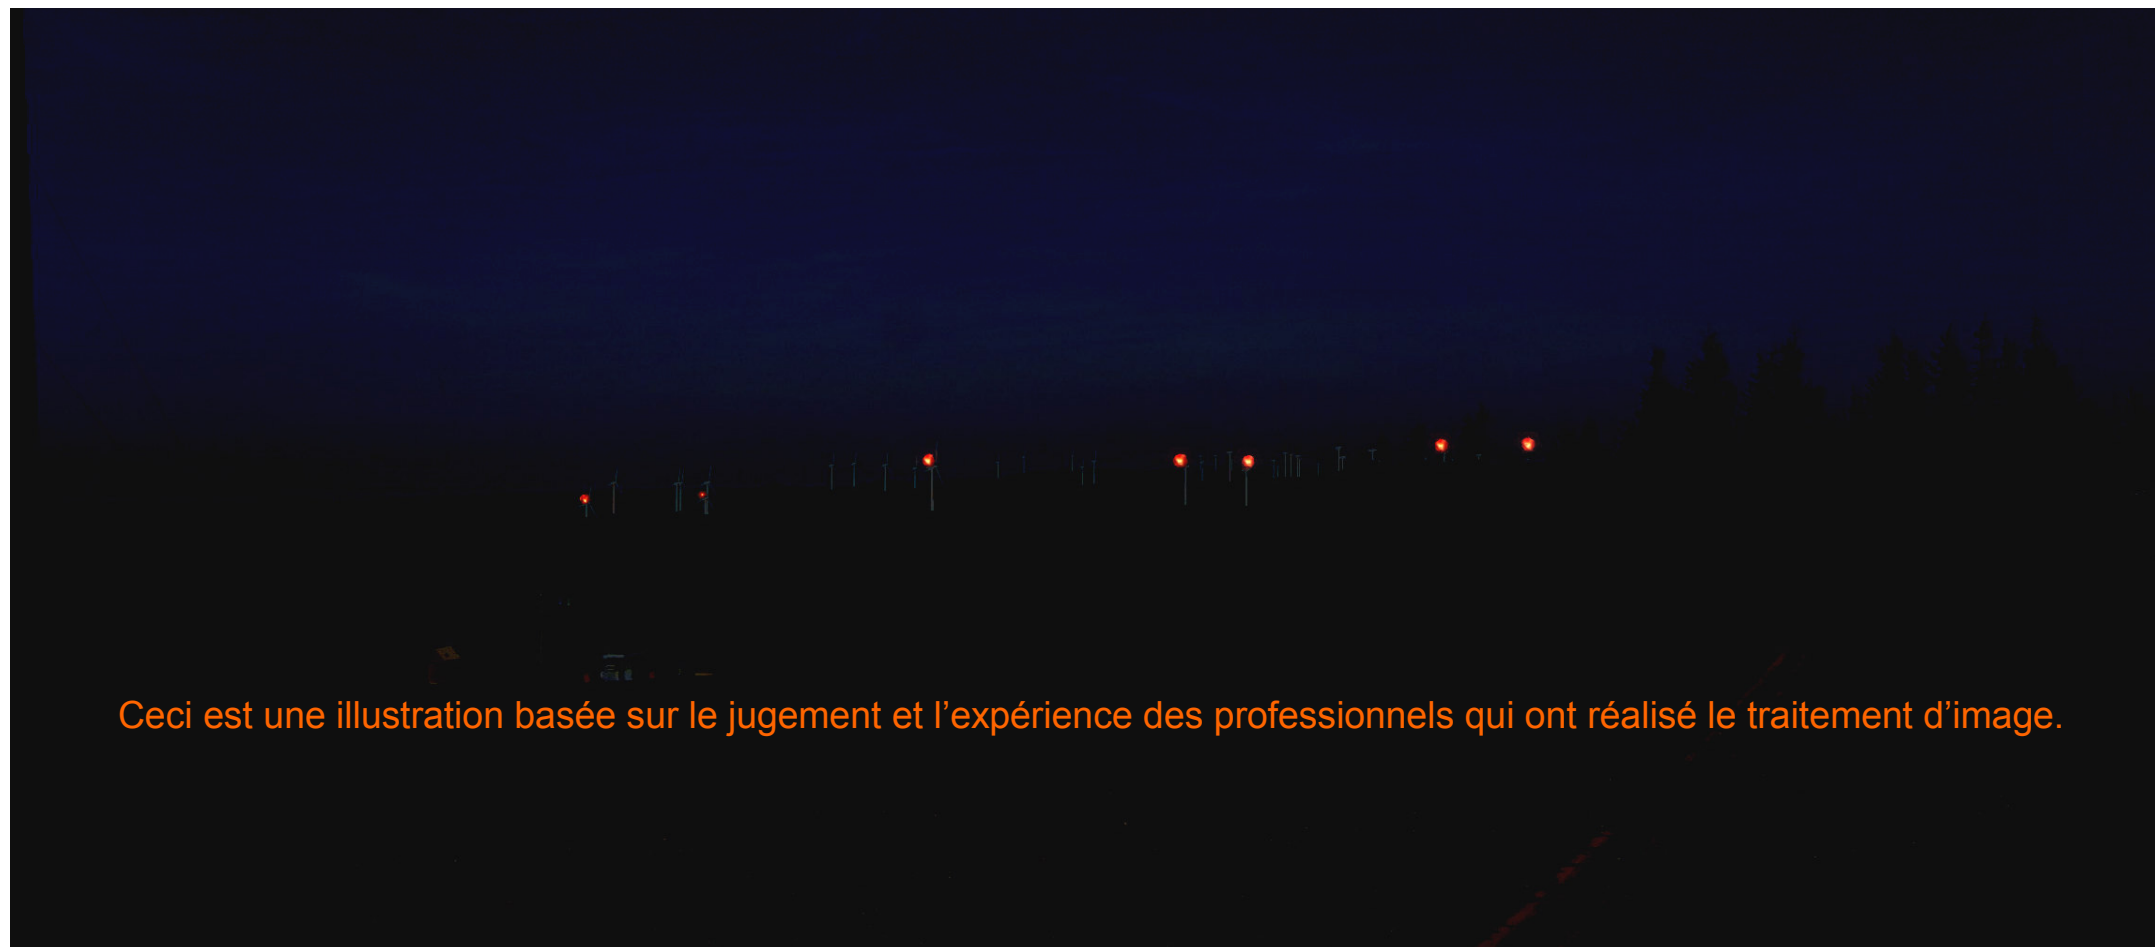 Ceci est une illustration basée sur le jugement et l’expérience des professionnels qui ont réalisé le traitement d’image.